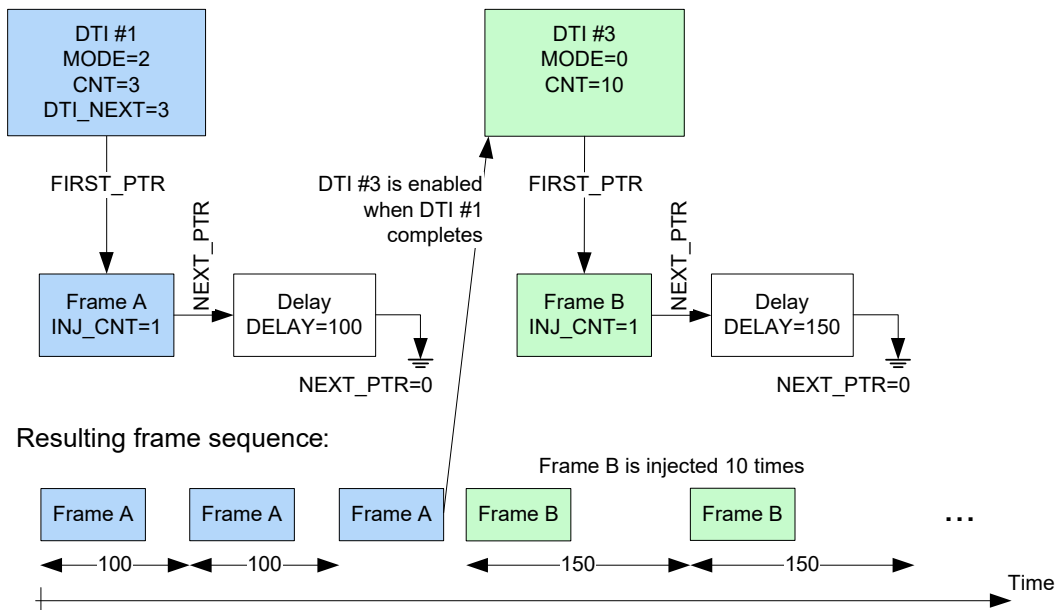 DTI #1
MODE=2
CNT=3
DTI_NEXT=3
DTI #3
MODE=0
CNT=10
FIRST_PTR
DTI #3 is enabled
when DTI #1
completes
FIRST_PTR
NEXT_PTR
NEXT_PTR
Frame A
INJ_CNT=1
Delay
DELAY=100
Frame B
INJ_CNT=1
Delay
DELAY=150
NEXT_PTR=0
NEXT_PTR=0
Resulting frame sequence:
Frame B is injected 10 times
Frame A
Frame A
Frame A
Frame B
Frame B
...
100
100
150
150
Time